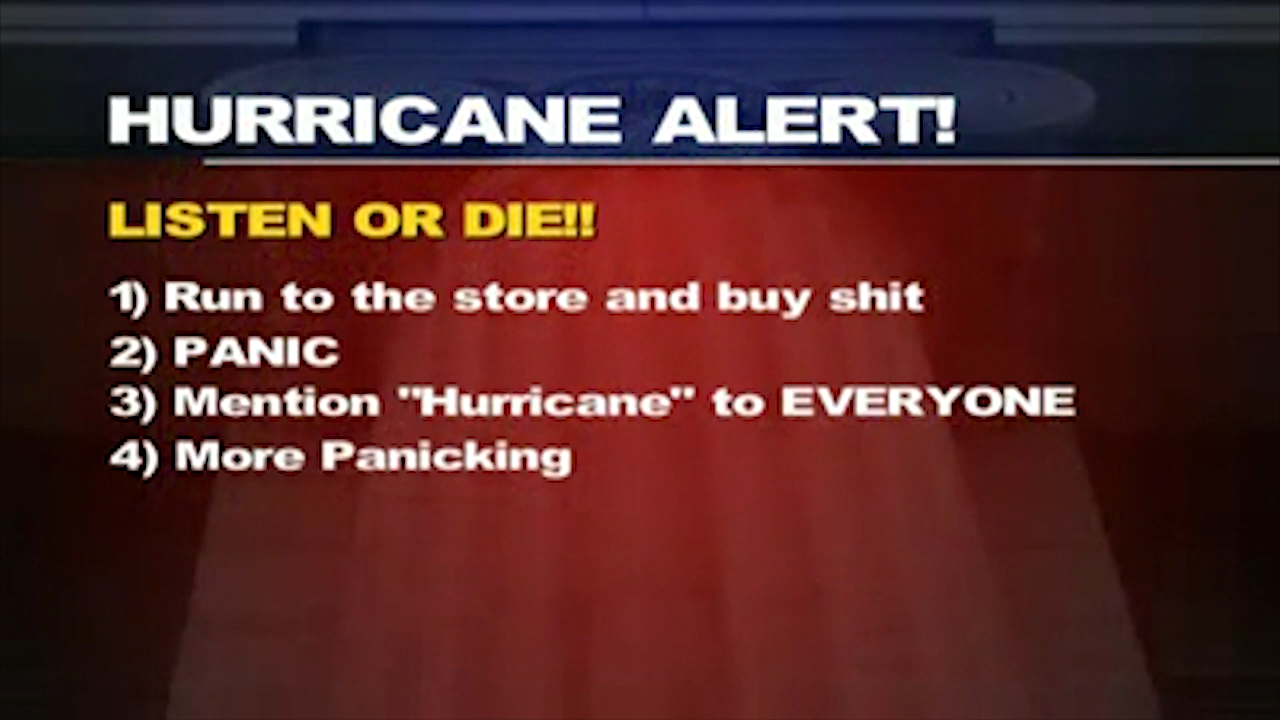 HURRICANE ALERT!
LISTEN OR DIE!!
1) Run to the store and buy shit
2) PANIC
3) Mention "Hurricane" to EVERYONE
4) More Panicking